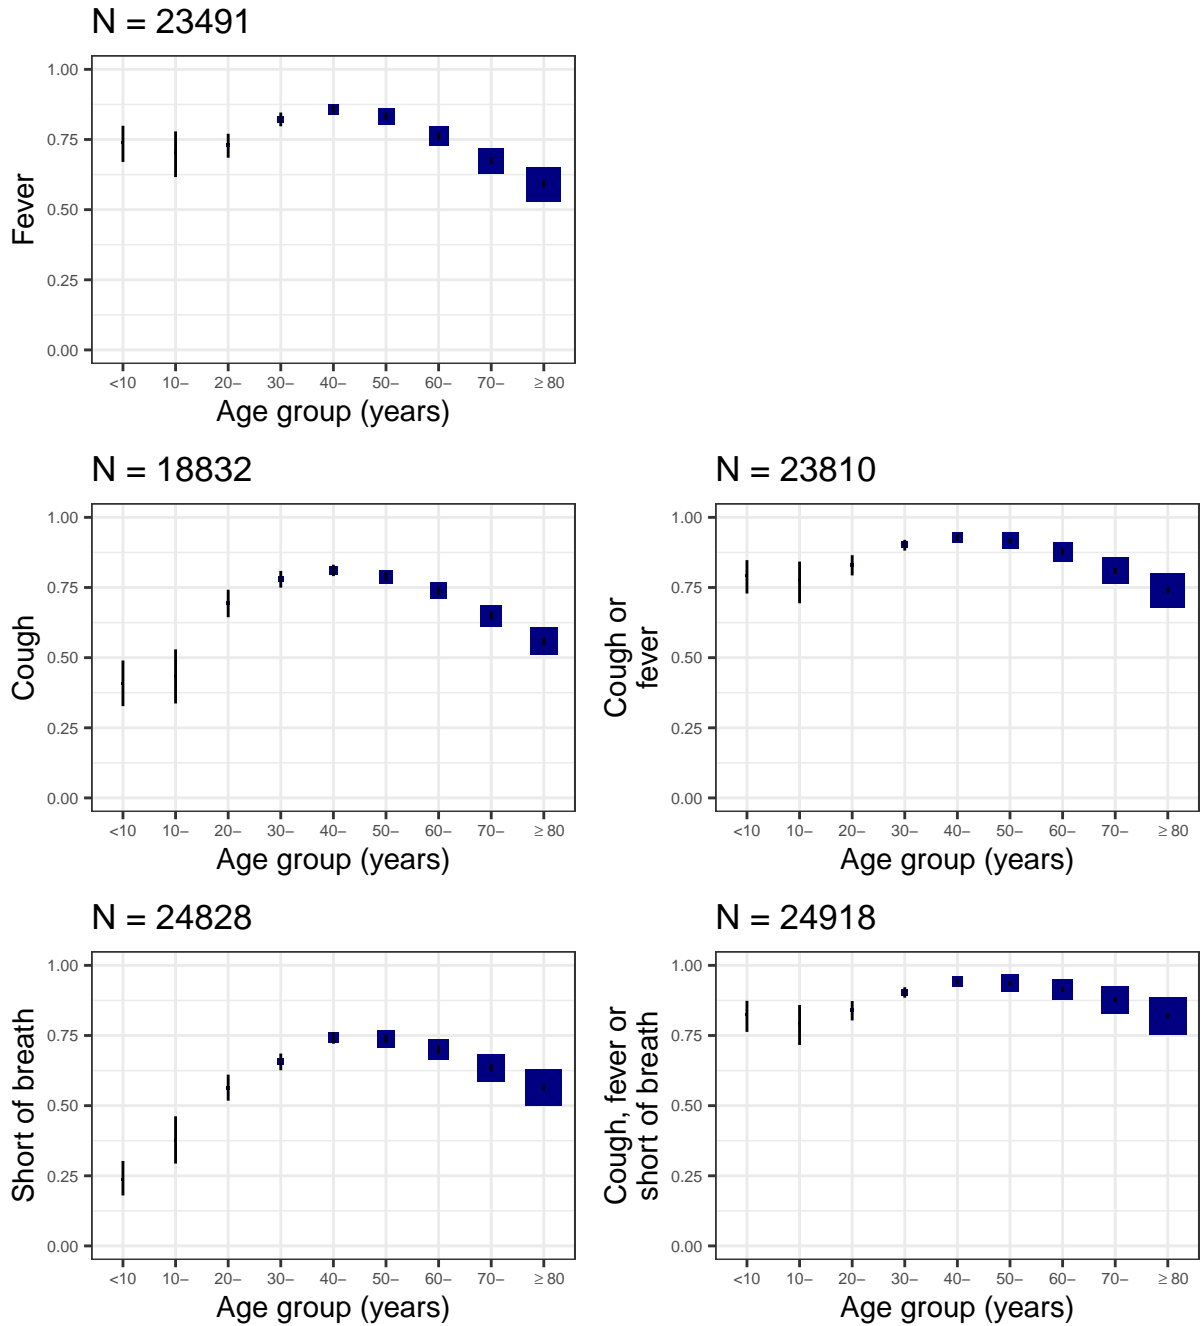 N = 23491
Fever
1.00
0.75
0.50
0.25
0.00
<10 10− 20− 30− 40− 50− 60− 70− ≥ 80
Age group (years)
N = 18832
Cough
1.00
0.75
0.50
0.25
0.00
<10 10− 20− 30− 40− 50− 60− 70− ≥ 80
Age group (years)
N = 23810
Cough or
fever
1.00
0.75
0.50
0.25
0.00
<10 10− 20− 30− 40− 50− 60− 70− ≥ 80
Age group (years)
N = 24828
Short of breath
1.00
0.75
0.50
0.25
0.00
<10 10− 20− 30− 40− 50− 60− 70− ≥ 80
Age group (years)
N = 24918
Cough, fever or
short of breath
1.00
0.75
0.50
0.25
0.00
<10 10− 20− 30− 40− 50− 60− 70− ≥ 80
Age group (years)